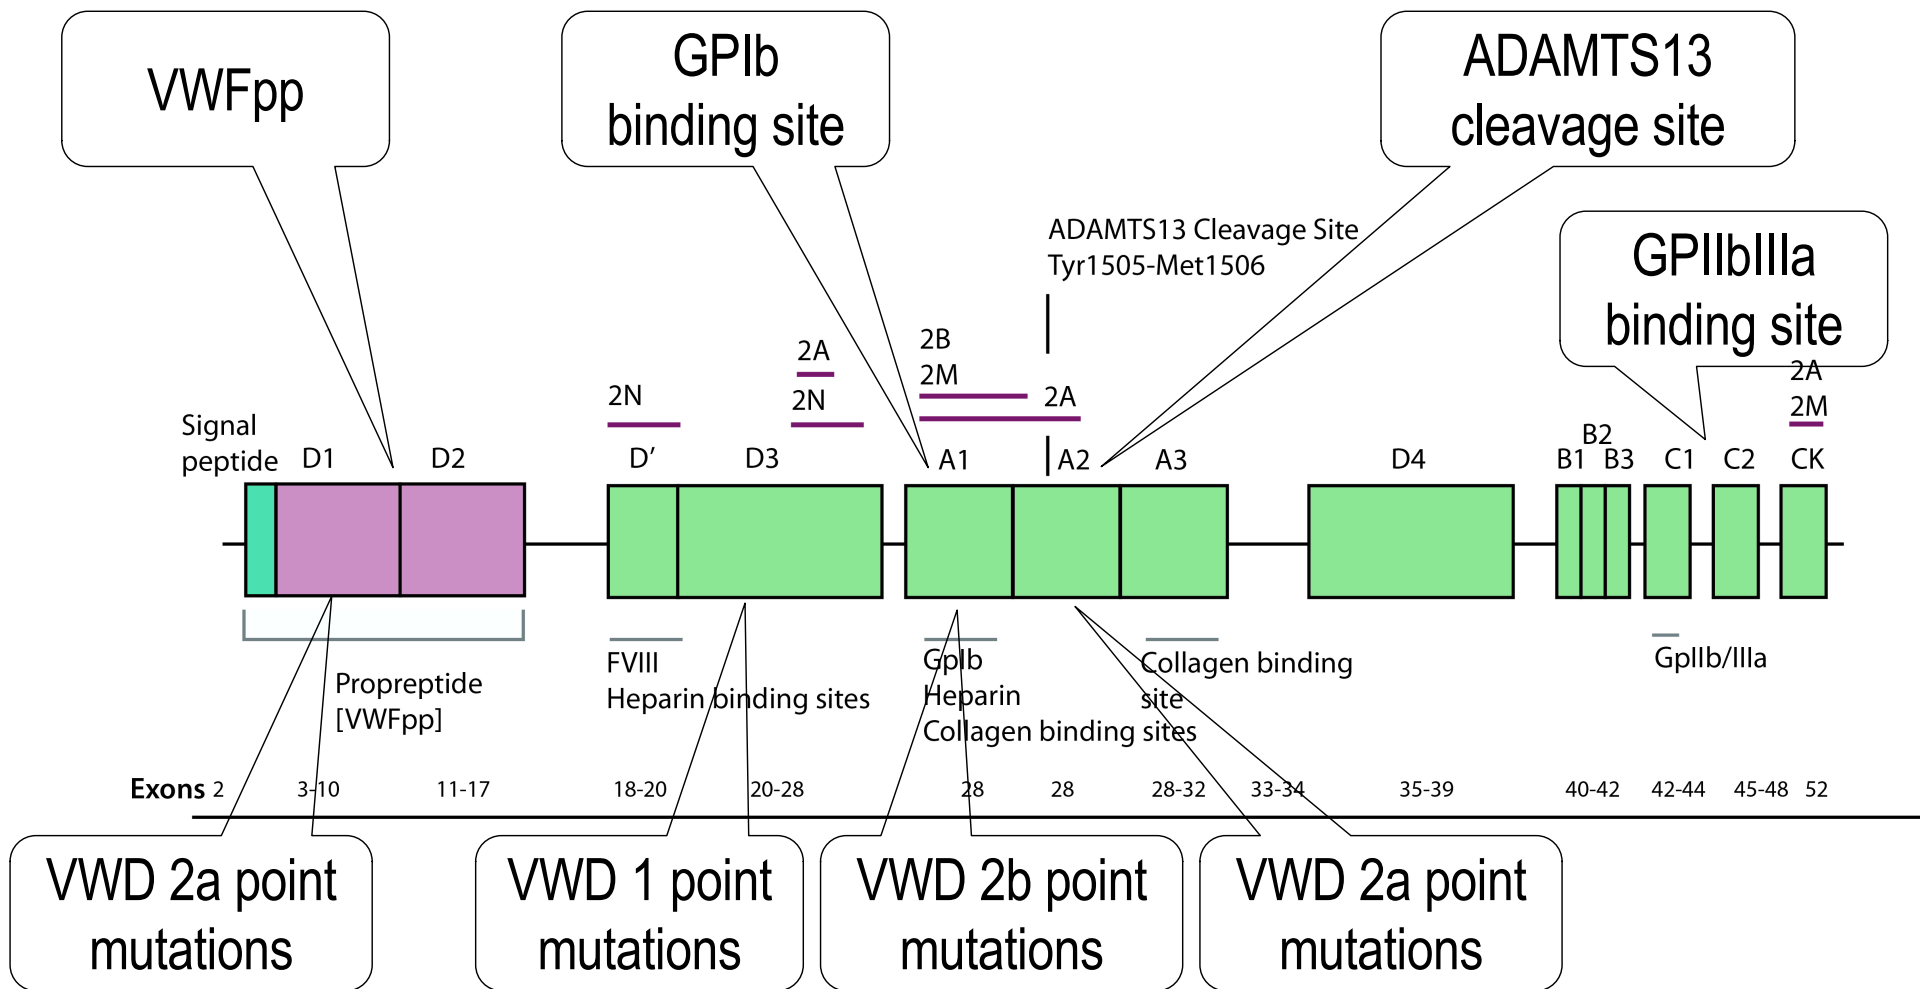 VWFpp
GPIb
binding site
ADAMTS13
cleavage site
ADAMTS13 Cleavage Site
Tyr1505-Met1506
GPIIbIIIa
binding site
2N
2A
2N
2B
2M
2A
2A
2M
Signal
peptide
D1
D2
D'
D3
A1
A2
A3
D4
B1
B2
B3
C1
C2
CK
Propreptide
[VWFpp]
FVIII
Heparin binding sites
GpIb
Heparin
Collagen binding sites
Collagen binding
site
GpIIb/IIIa
Exons 2 3-10 11-17 18-20 20-28 28 28 28-32 33-34 35-39 40-42 42-44 45-48 52
VWD 2a point
mutations
VWD 1 point
mutations
VWD 2b point
mutations
VWD 2a point
mutations